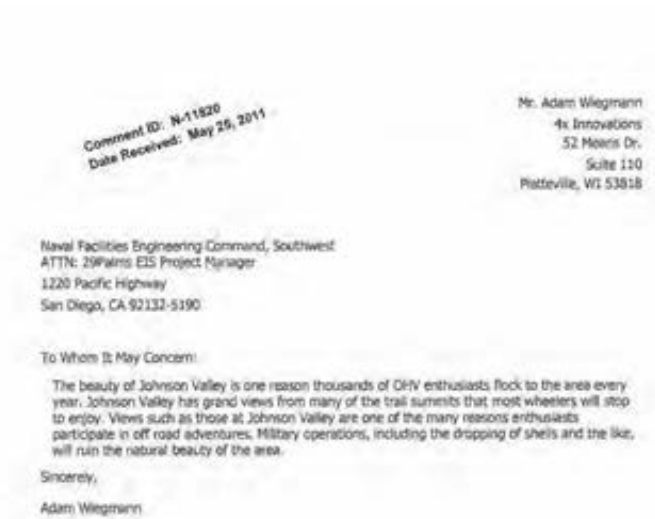 Comment ID: N-11820
Date Received: May 25, 2011
Mr. Adam Wiegmann
4x Innovations
52 Means Dr.
Suite 110
Platteville, WI 53818
Naval Facilities Engineering Command, Southwest
ATTN: 29Palms EIS Project Manager
1220 Pacific Highway
San Diego, CA 92132-5190
To Whom It May Concern:
The beauty of Johnson Valley is one reason thousands of OHV enthusiasts flock to the area every
year. Johnson Valley has grand views from many of the trail summits that most wheelers will stop
to enjoy. Views such as those at Johnson Valley are one of the many reasons enthusiasts
participate in off road adventures. Military operations, including the dropping of shells and the like,
will ruin the natural beauty of the area.
Sincerely,
Adam Wiegmann